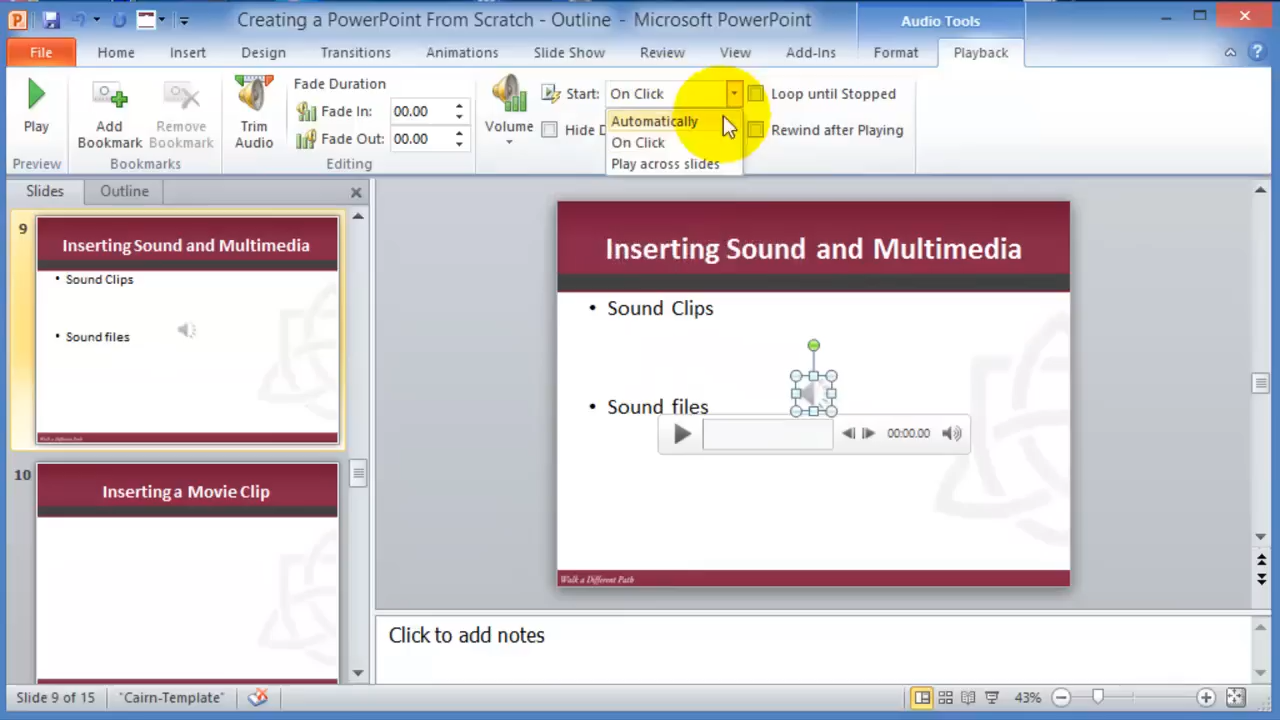 Creating a PowerPoint From Scratch - Outline - Microsoft PowerPoint
Audio Tools
File Home Insert Design Transitions Animations Slide Show Review View Add-Ins Format Playback
Play
Preview
Add Bookmark
Remove Bookmark
Bookmarks
Trim Audio
Fade Duration
Fade In: 00.00
Fade Out: 00.00
Editing
Volume
Start: On Click
Hide D
Automatically
On Click
Play across slides
Loop until Stopped
Rewind after Playing
Slides Outline
9
Inserting Sound and Multimedia
• Sound Clips
• Sound files
10
Inserting a Movie Clip
Inserting Sound and Multimedia
• Sound Clips
• Sound files
00:00.00
Walk a Different Path
Click to add notes
Slide 9 of 15 "Cairn-Template" 43%